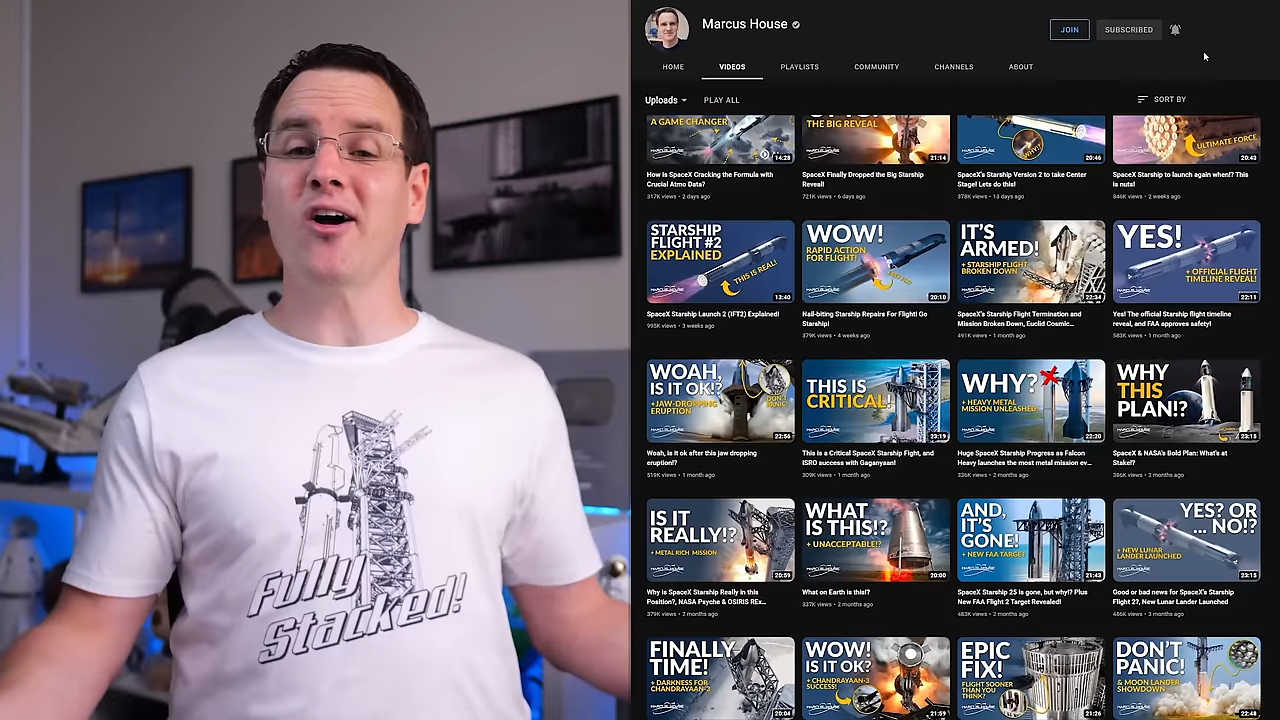 Fully
Stacked!
Marcus House
JOIN
SUBSCRIBED
HOME
VIDEOS
PLAYLISTS
COMMUNITY
CHANNELS
ABOUT
Uploads
PLAY ALL
SORT BY
A GAME CHANGER
14:28
THE BIG REVEAL
21:14
WHY?
20:46
ULTIMATE FORCE
20:43
How is SpaceX Cracking the Formula with
Crucial Atmo Data?
317K views • 2 days ago
SpaceX Finally Dropped the Big Starship
Reveal!
721K views • 6 days ago
SpaceX's Starship Version 2 to take Center
Stage! Lets do this!
378K views • 13 days ago
SpaceX Starship to launch again when!? This
is nuts!
846K views • 2 weeks ago
STARSHIP
FLIGHT #2
EXPLAINED
THIS IS REAL!
13:40
WOW!
RAPID ACTION
FOR FLIGHT!
20:10
IT'S
ARMED!
+ STARSHIP FLIGHT
BROKEN DOWN
22:34
YES!
+ OFFICIAL FLIGHT
TIMELINE REVEAL!
22:11
SpaceX Starship Launch 2 (IFT2) Explained!
995K views • 3 weeks ago
Nail-biting Starship Repairs For Flight! Go
Starship!
379K views • 4 weeks ago
SpaceX's Starship Flight Termination and
Mission Broken Down, Euclid Cosmic...
491K views • 1 month ago
Yes! The official Starship flight timeline
reveal, and FAA approves safety!
583K views • 1 month ago
WOAH,
IS IT OK!?
+JAW-DROPPING
ERUPTION
DON'T
PANIC!
22:56
THIS IS
CRITICAL!
23:19
WHY?
+ HEAVY METAL
MISSION UNLEASHED
22:20
WHY
THIS
PLAN!?
23:15
Woah, is it ok after this jaw dropping
eruption!?
519K views • 1 month ago
This is a Critical SpaceX Starship Flight, and
ISRO success with Gaganyaan!
309K views • 1 month ago
Huge SpaceX Starship Progress as Falcon
Heavy launches the most metal mission ev...
336K views • 2 months ago
SpaceX & NASA's Bold Plan: What's at
Stake!?
386K views • 2 months ago
IS IT
REALLY!?
+ METAL RICH MISSION
20:59
WHAT
IS THIS!?
+ UNACCEPTABLE!?
20:00
AND,
IT'S
GONE!
+ NEW FAA TARGET
21:43
YES? OR
... NO!?
+ NEW LUNAR
LANDER LAUNCHED
23:15
Why is SpaceX Starship Really in this
Position?, NASA Psyche & OSIRIS REx...
379K views • 2 months ago
What on Earth is this!?
337K views • 2 months ago
SpaceX Starship 25 is gone, but why!? Plus
New FAA Flight 2 Target Revealed!
483K views • 2 months ago
Good or bad news for SpaceX's Starship
Flight 2?, New Lunar Lander Launched
486K views • 3 months ago
FINALLY
TIME!
+ DARKNESS FOR
CHANDRAYAAN-3
20:04
WOW!
IS IT OK?
+ CHANDRAYAAN-3
SUCCESS!
21:59
EPIC
FIX!
FLIGHT SOONER
THAN YOU
THINK?
21:26
DON'T
PANIC!
& MOON LANDER
SHOWDOWN
22:48